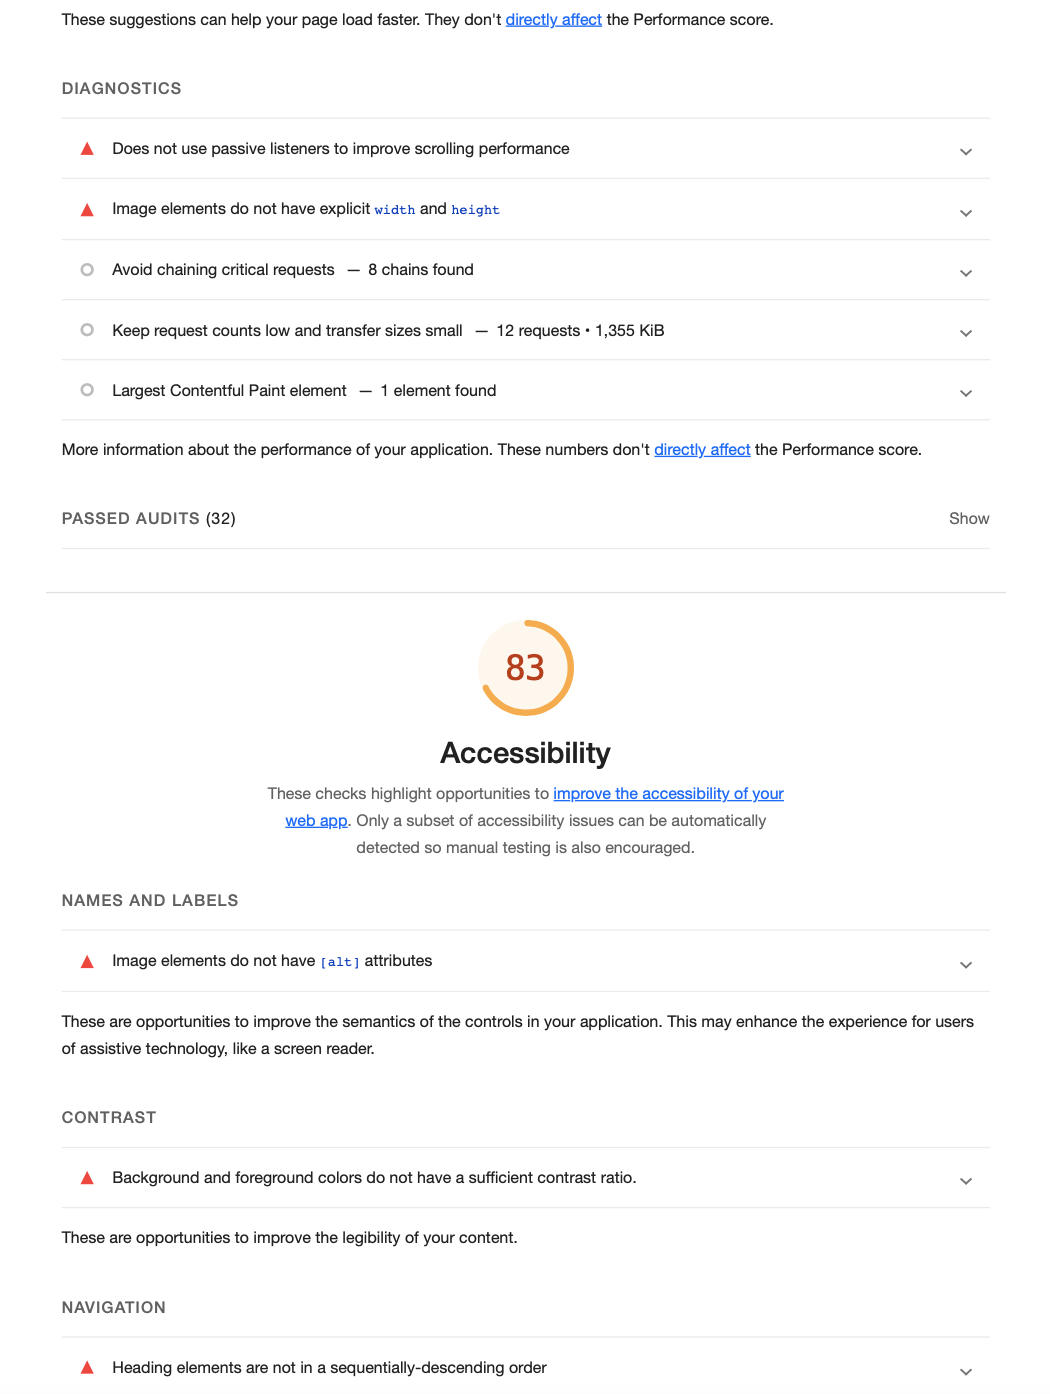 These suggestions can help your page load faster. They don't directly affect the Performance score.
DIAGNOSTICS
Does not use passive listeners to improve scrolling performance
Image elements do not have explicit width and height
Avoid chaining critical requests — 8 chains found
Keep request counts low and transfer sizes small — 12 requests • 1,355 KiB
Largest Contentful Paint element — 1 element found
More information about the performance of your application. These numbers don't directly affect the Performance score.
PASSED AUDITS (32) Show
83
Accessibility
These checks highlight opportunities to improve the accessibility of your
web app. Only a subset of accessibility issues can be automatically
detected so manual testing is also encouraged.
NAMES AND LABELS
Image elements do not have [alt] attributes
These are opportunities to improve the semantics of the controls in your application. This may enhance the experience for users
of assistive technology, like a screen reader.
CONTRAST
Background and foreground colors do not have a sufficient contrast ratio.
These are opportunities to improve the legibility of your content.
NAVIGATION
Heading elements are not in a sequentially-descending order